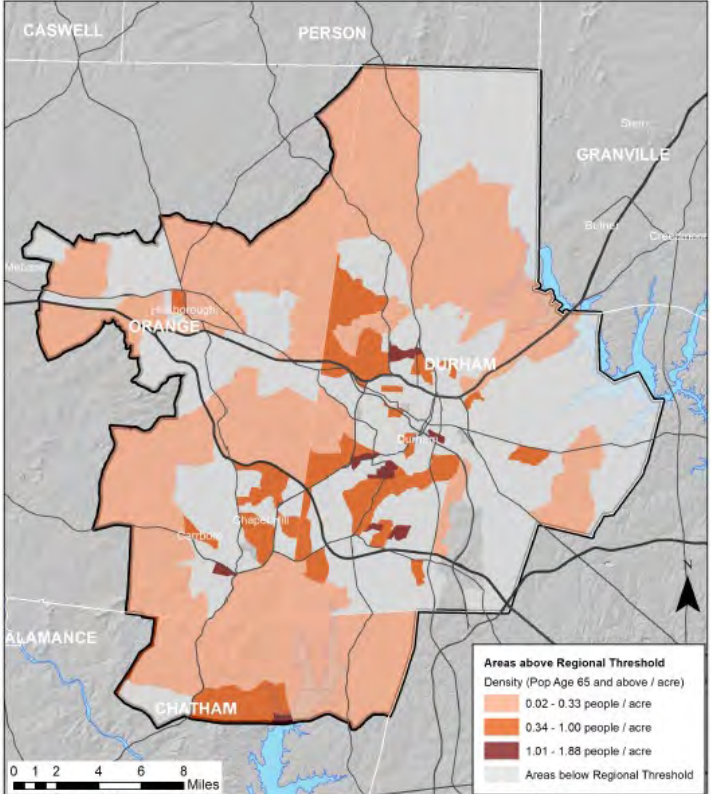 CASWELL
PERSON
Stem
GRANVILLE
Butner
Creedmoor
Mebane
Hillsborough
ORANGE
DURHAM
Durham
Chapel Hill
Carrboro
N
ALAMANCE
CHATHAM
Areas above Regional Threshold
Density (Pop Age 65 and above / acre)
0.02 - 0.33 people / acre
0.34 - 1.00 people / acre
1.01 - 1.88 people / acre
Areas below Regional Threshold
0 1 2 4 6 8
Miles